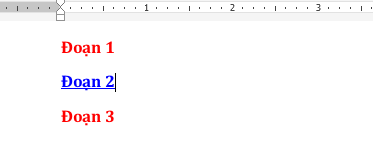 1 2 3
Đoạn 1
Đoạn 2
Đoạn 3